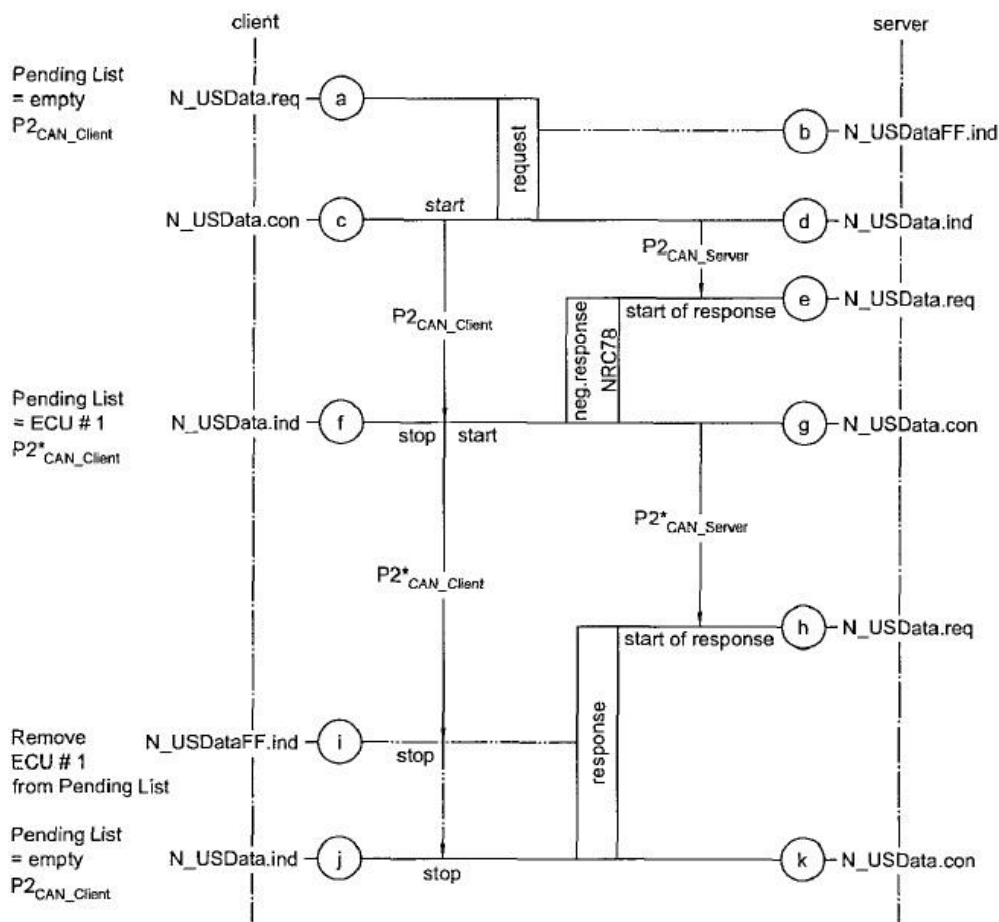 client
server
Pending List
= empty
P2CAN_Client
N_USData.req
a
request
b
N_USDataFF.ind
N_USData.con
c
start
d
N_USData.ind
P2CAN_Server
e
N_USData.req
start of response
P2CAN_Client
neg.response
NRC78
Pending List
= ECU # 1
P2*CAN_Client
N_USData.ind
f
stop
start
g
N_USData.con
P2*CAN_Server
P2*CAN_Client
h
N_USData.req
start of response
response
Remove
ECU # 1
from Pending List
N_USDataFF.ind
i
stop
Pending List
= empty
P2CAN_Client
N_USData.ind
j
stop
k
N_USData.con